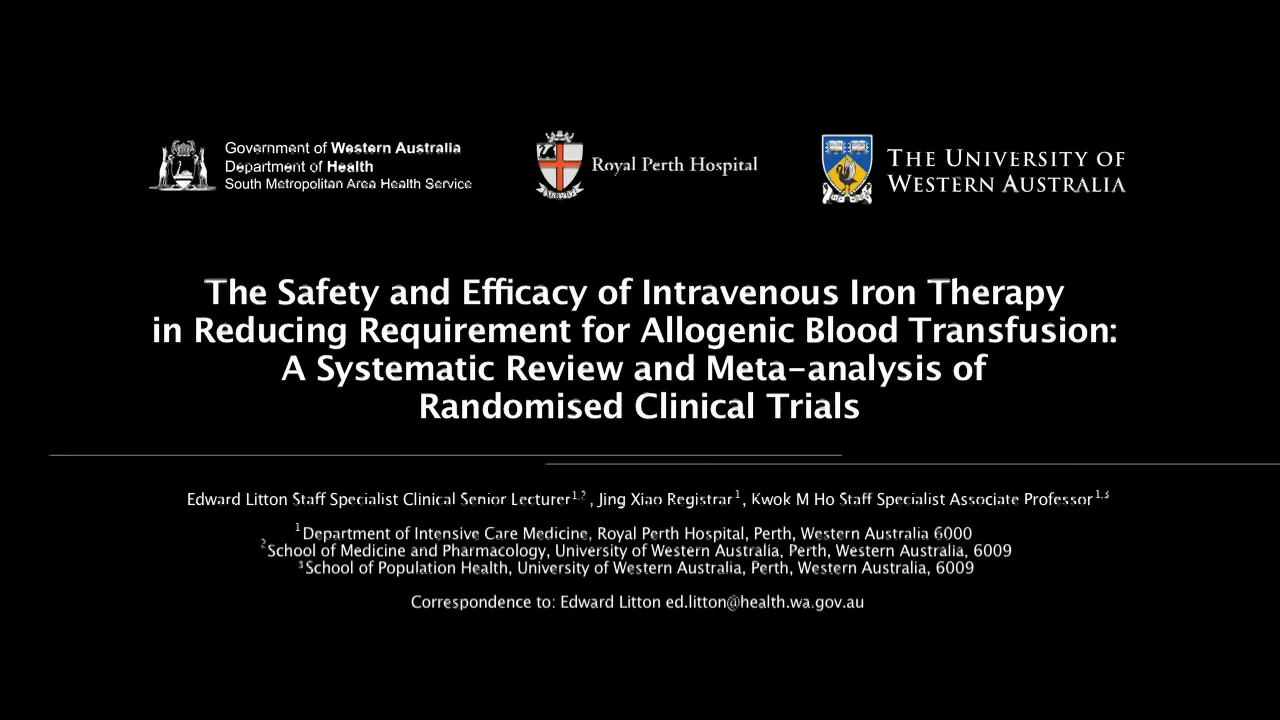 Government of Western Australia
Department of Health
South Metropolitan Area Health Service
Royal Perth Hospital
THE UNIVERSITY OF
WESTERN AUSTRALIA
The Safety and Efficacy of Intravenous Iron Therapy
in Reducing Requirement for Allogenic Blood Transfusion:
A Systematic Review and Meta-analysis of
Randomised Clinical Trials
Edward Litton Staff Specialist Clinical Senior Lecturer1,2, Jing Xiao Registrar1, Kwok M Ho Staff Specialist Associate Professor1,3
1Department of Intensive Care Medicine, Royal Perth Hospital, Perth, Western Australia 6000
2School of Medicine and Pharmacology, University of Western Australia, Perth, Western Australia, 6009
3School of Population Health, University of Western Australia, Perth, Western Australia, 6009
Correspondence to: Edward Litton ed.litton@health.wa.gov.au